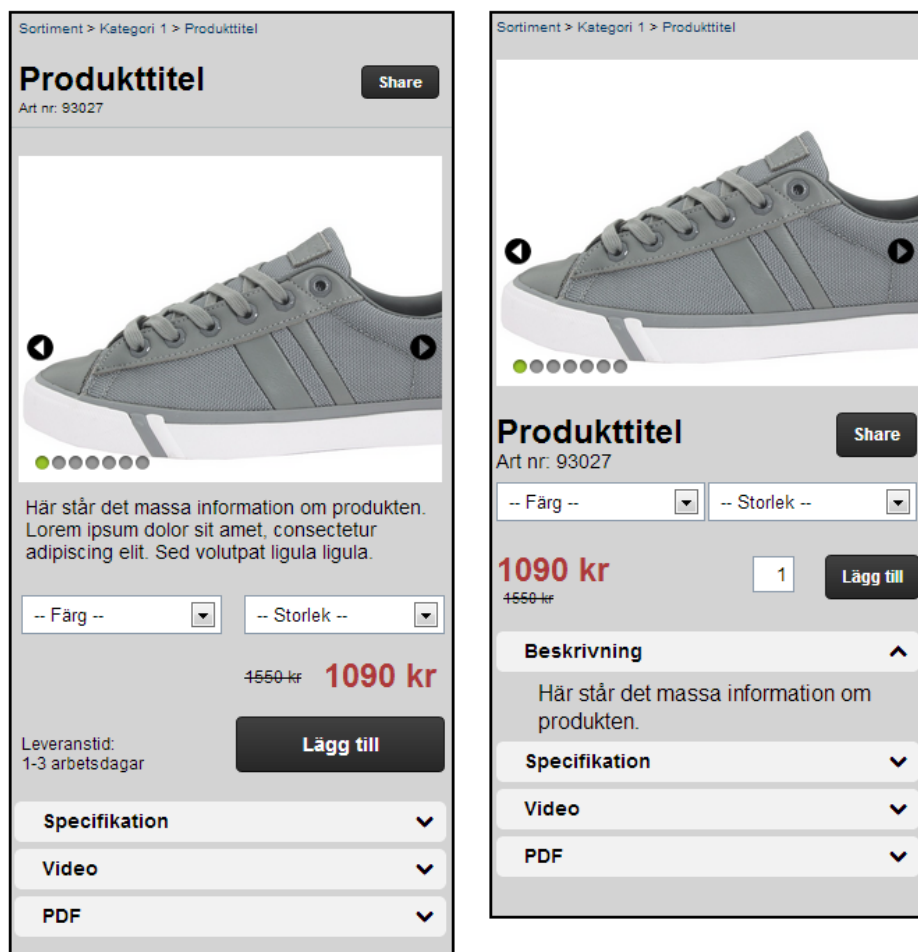 Sortiment > Kategori 1 > Produkttitel
Produkttitel
Share
Art nr: 93027
Här står det massa information om produkten.
Lorem ipsum dolor sit amet, consectetur
adipiscing elit. Sed volutpat ligula ligula.
-- Färg --
-- Storlek --
1550 kr 1090 kr
Leveranstid:
1-3 arbetsdagar
Lägg till
Specifikation
Video
PDF
Sortiment > Kategori 1 > Produkttitel
Produkttitel
Share
Art nr: 93027
-- Färg --
-- Storlek --
1090 kr
1550 kr
1
Lägg till
Beskrivning
Här står det massa information om
produkten.
Specifikation
Video
PDF